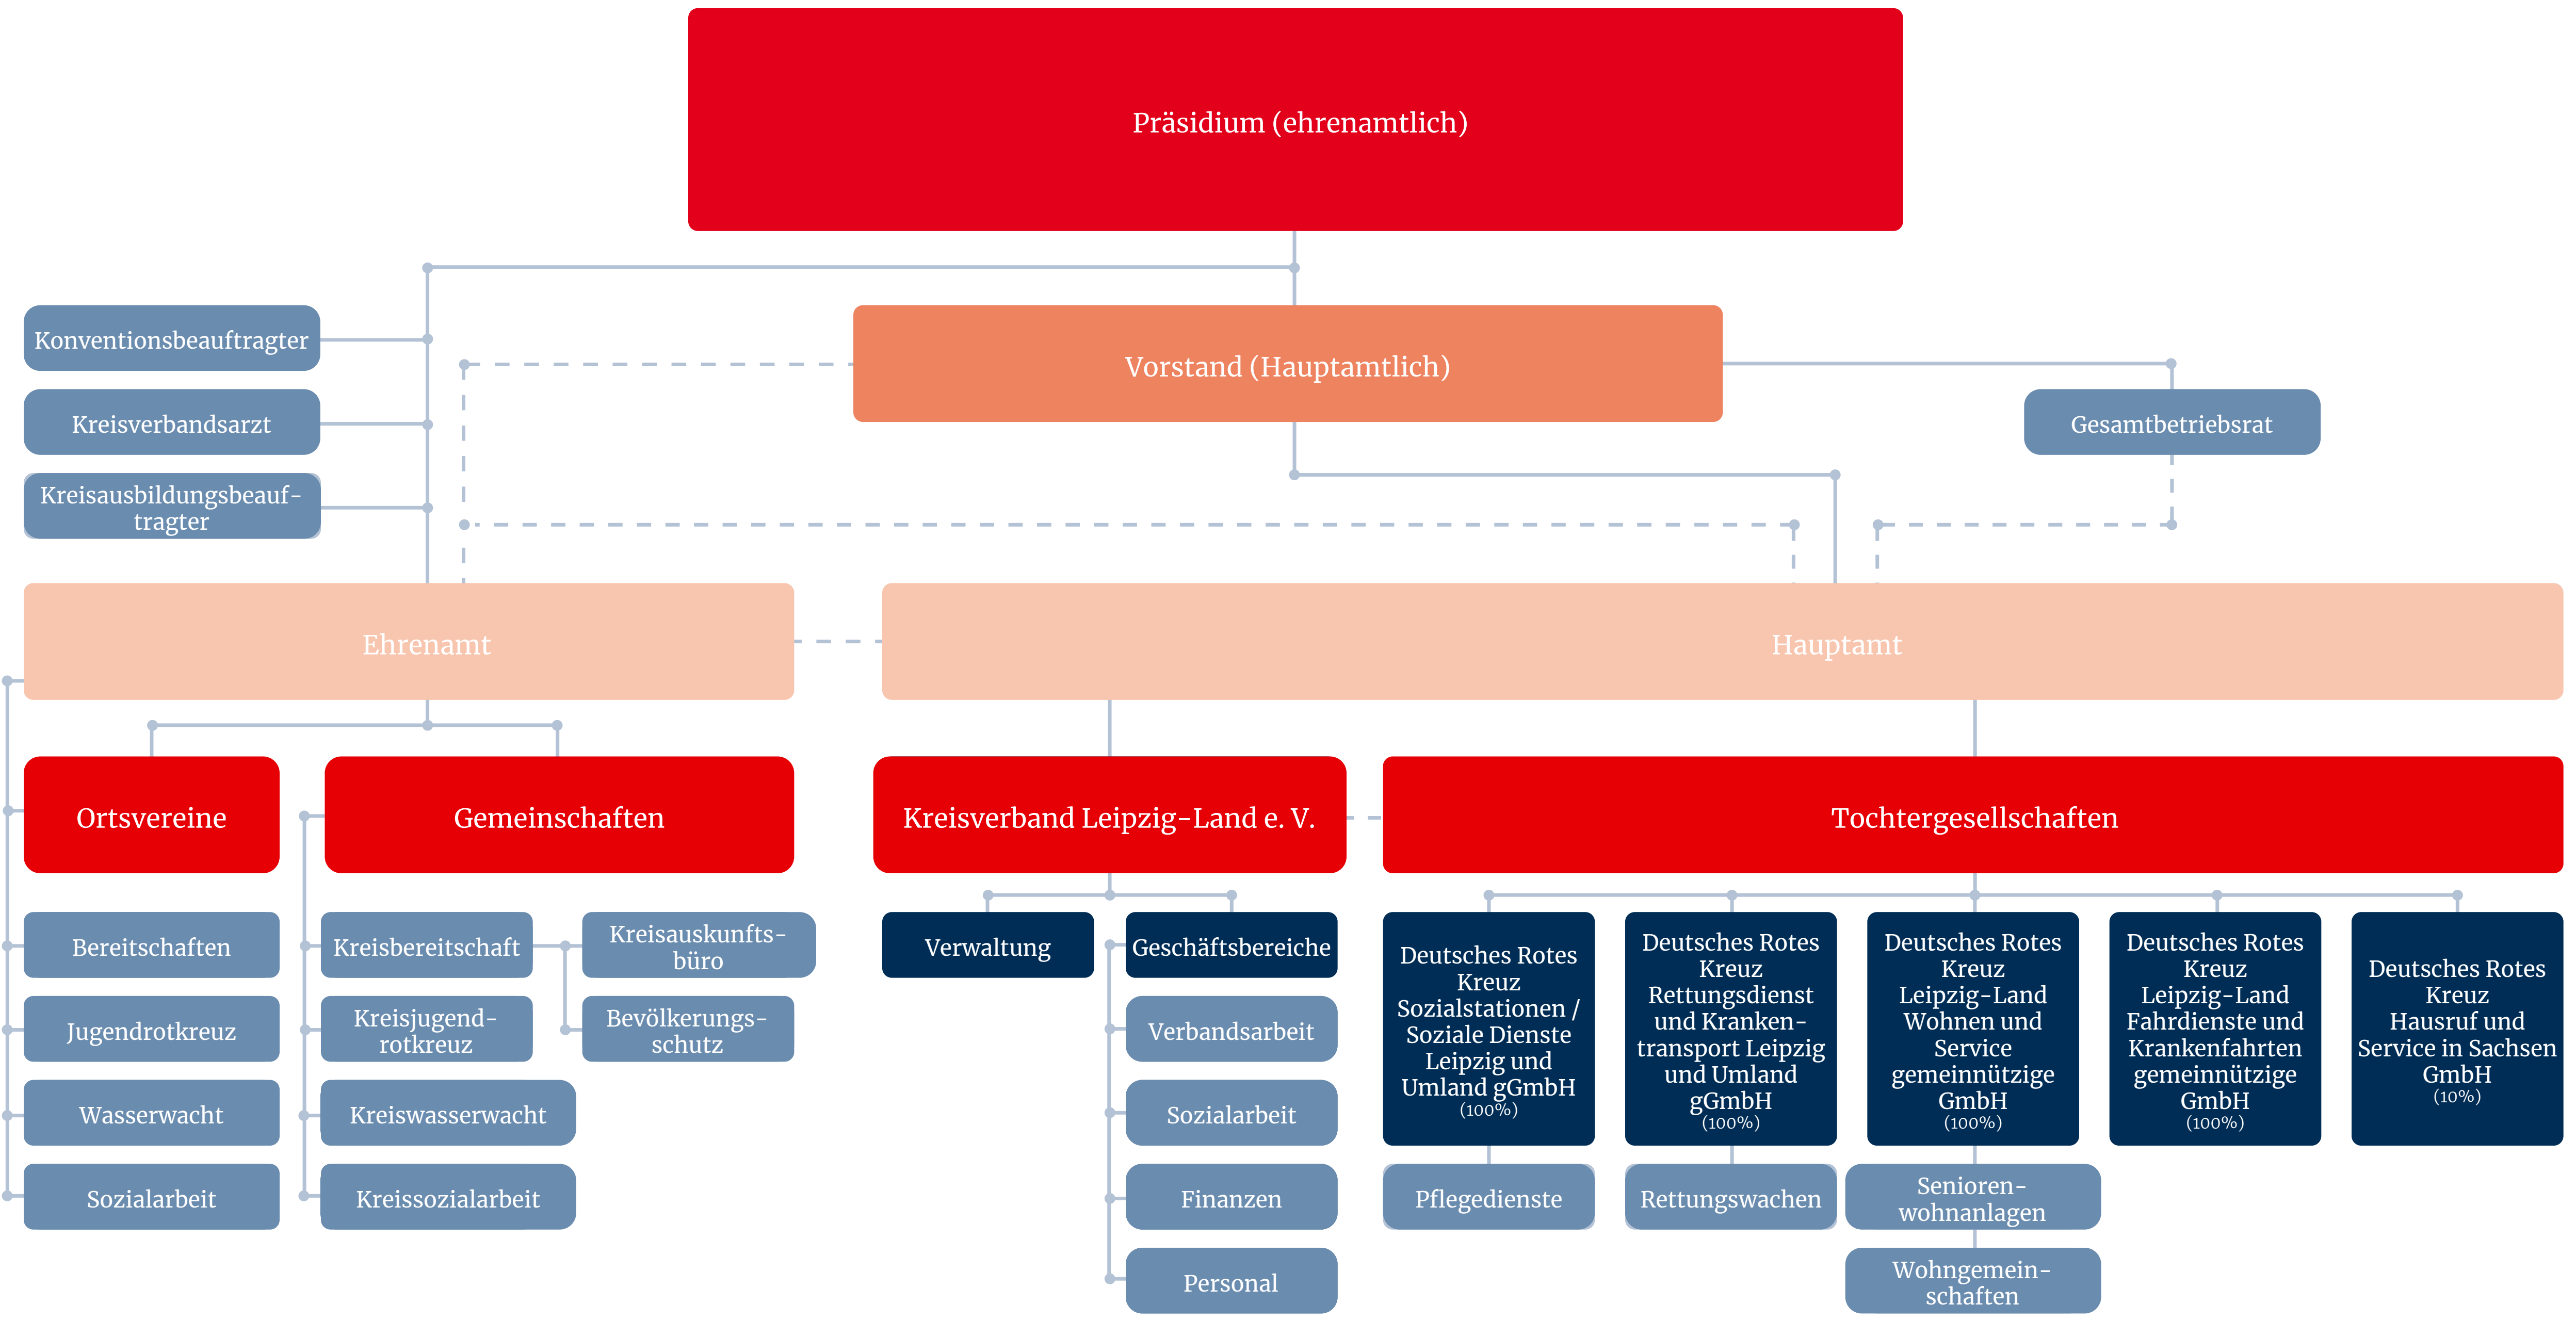 Präsidium (ehrenamtlich)
Konventionsbeauftragter
Kreisverbandsarzt
Kreisausbildungsbeauf-
tragter
Vorstand (Hauptamtlich)
Gesamtbetriebsrat
Ehrenamt
Hauptamt
Ortsvereine
Gemeinschaften
Kreisverband Leipzig-Land e. V.
Tochtergesellschaften
Bereitschaften
Jugendrotkreuz
Wasserwacht
Sozialarbeit
Kreisbereitschaft
Kreisjugend-
rotkreuz
Kreiswasserwacht
Kreissozialarbeit
Kreisauskunfts-
büro
Bevölkerungs-
schutz
Verwaltung
Geschäftsbereiche
Verbandsarbeit
Sozialarbeit
Finanzen
Personal
Deutsches Rotes
Kreuz
Sozialstationen /
Soziale Dienste
Leipzig und
Umland gGmbH
(100%)
Pflegedienste
Deutsches Rotes
Kreuz
Rettungsdienst
und Kranken-
transport Leipzig
und Umland
gGmbH
(100%)
Rettungswachen
Deutsches Rotes
Kreuz
Leipzig-Land
Wohnen und
Service
gemeinnützige
GmbH
(100%)
Senioren-
wohnanlagen
Wohngemein-
schaften
Deutsches Rotes
Kreuz
Leipzig-Land
Fahrdienste und
Krankenfahrten
gemeinnützige
GmbH
(100%)
Deutsches Rotes
Kreuz
Hausruf und
Service in Sachsen
GmbH
(10%)